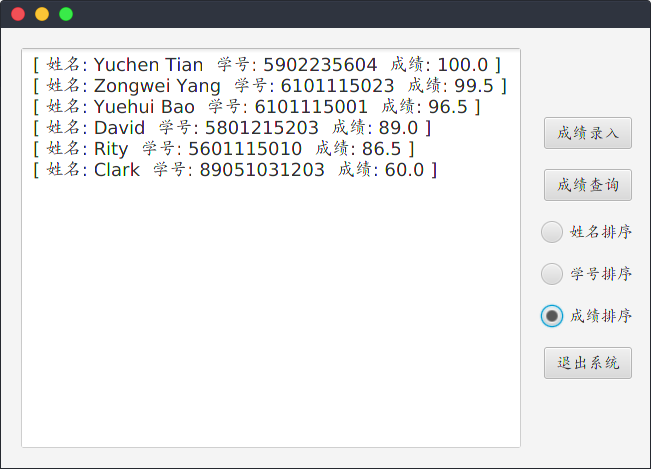 [ 姓名: Yuchen Tian 学号: 5902235604 成绩: 100.0 ]
[ 姓名: Zongwei Yang 学号: 6101115023 成绩: 99.5 ]
[ 姓名: Yuehui Bao 学号: 6101115001 成绩: 96.5 ]
[ 姓名: David 学号: 5801215203 成绩: 89.0 ]
[ 姓名: Rity 学号: 5601115010 成绩: 86.5 ]
[ 姓名: Clark 学号: 89051031203 成绩: 60.0 ]
成绩录入
成绩查询
姓名排序
学号排序
成绩排序
退出系统